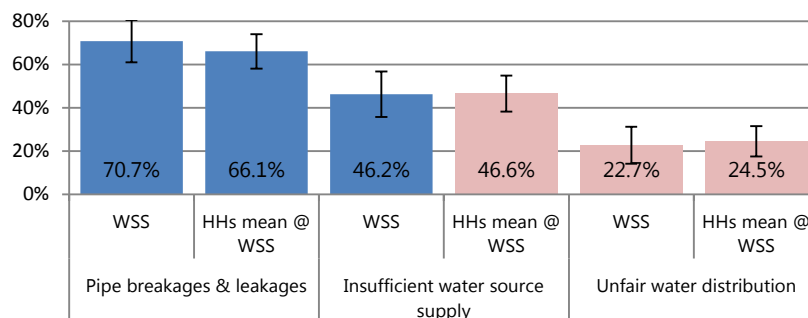 80%
60%
40%
20%
0%
70.7% 66.1% 46.2% 46.6% 22.7% 24.5%
WSS HHs mean @ WSS HHs mean @ WSS HHs mean @
WSS WSS WSS
Pipe breakages & leakages Insufficient water source Unfair water distribution
supply